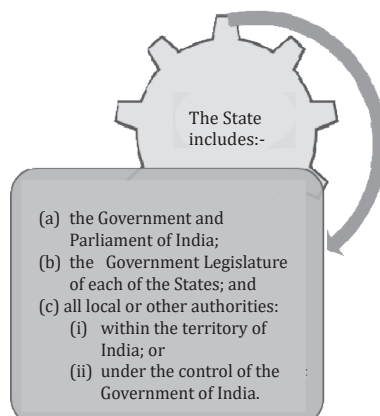 The State
includes:-
(a) the Government and
Parliament of India;
(b) the Government Legislature
of each of the States; and
(c) all local or other authorities:
(i) within the territory of
India; or
(ii) under the control of the
Government of India.